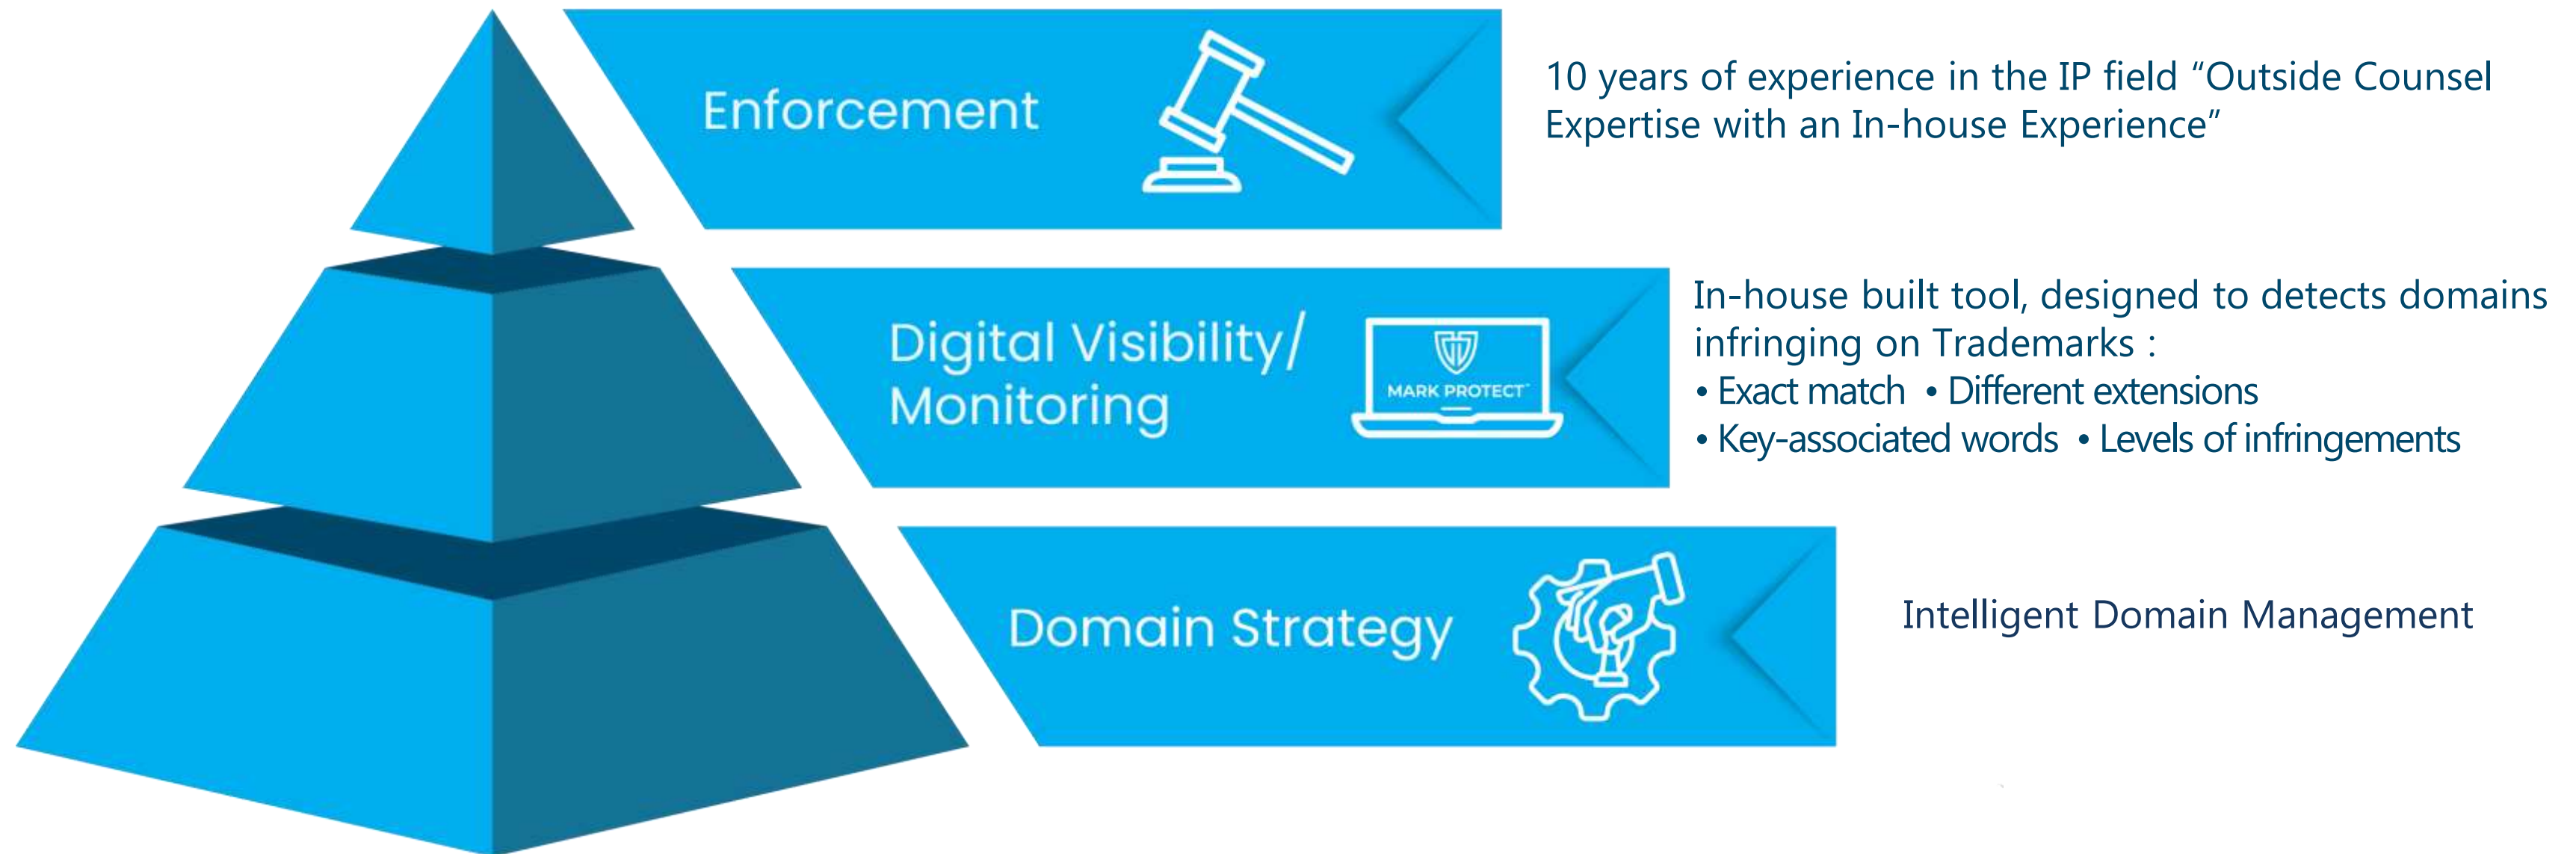 Enforcement
10 years of experience in the IP field “Outside Counsel
Expertise with an In-house Experience”
Digital Visibility/
Monitoring
MARK PROTECT™
In-house built tool, designed to detects domains
infringing on Trademarks :
• Exact match • Different extensions
• Key-associated words • Levels of infringements
Domain Strategy
Intelligent Domain Management